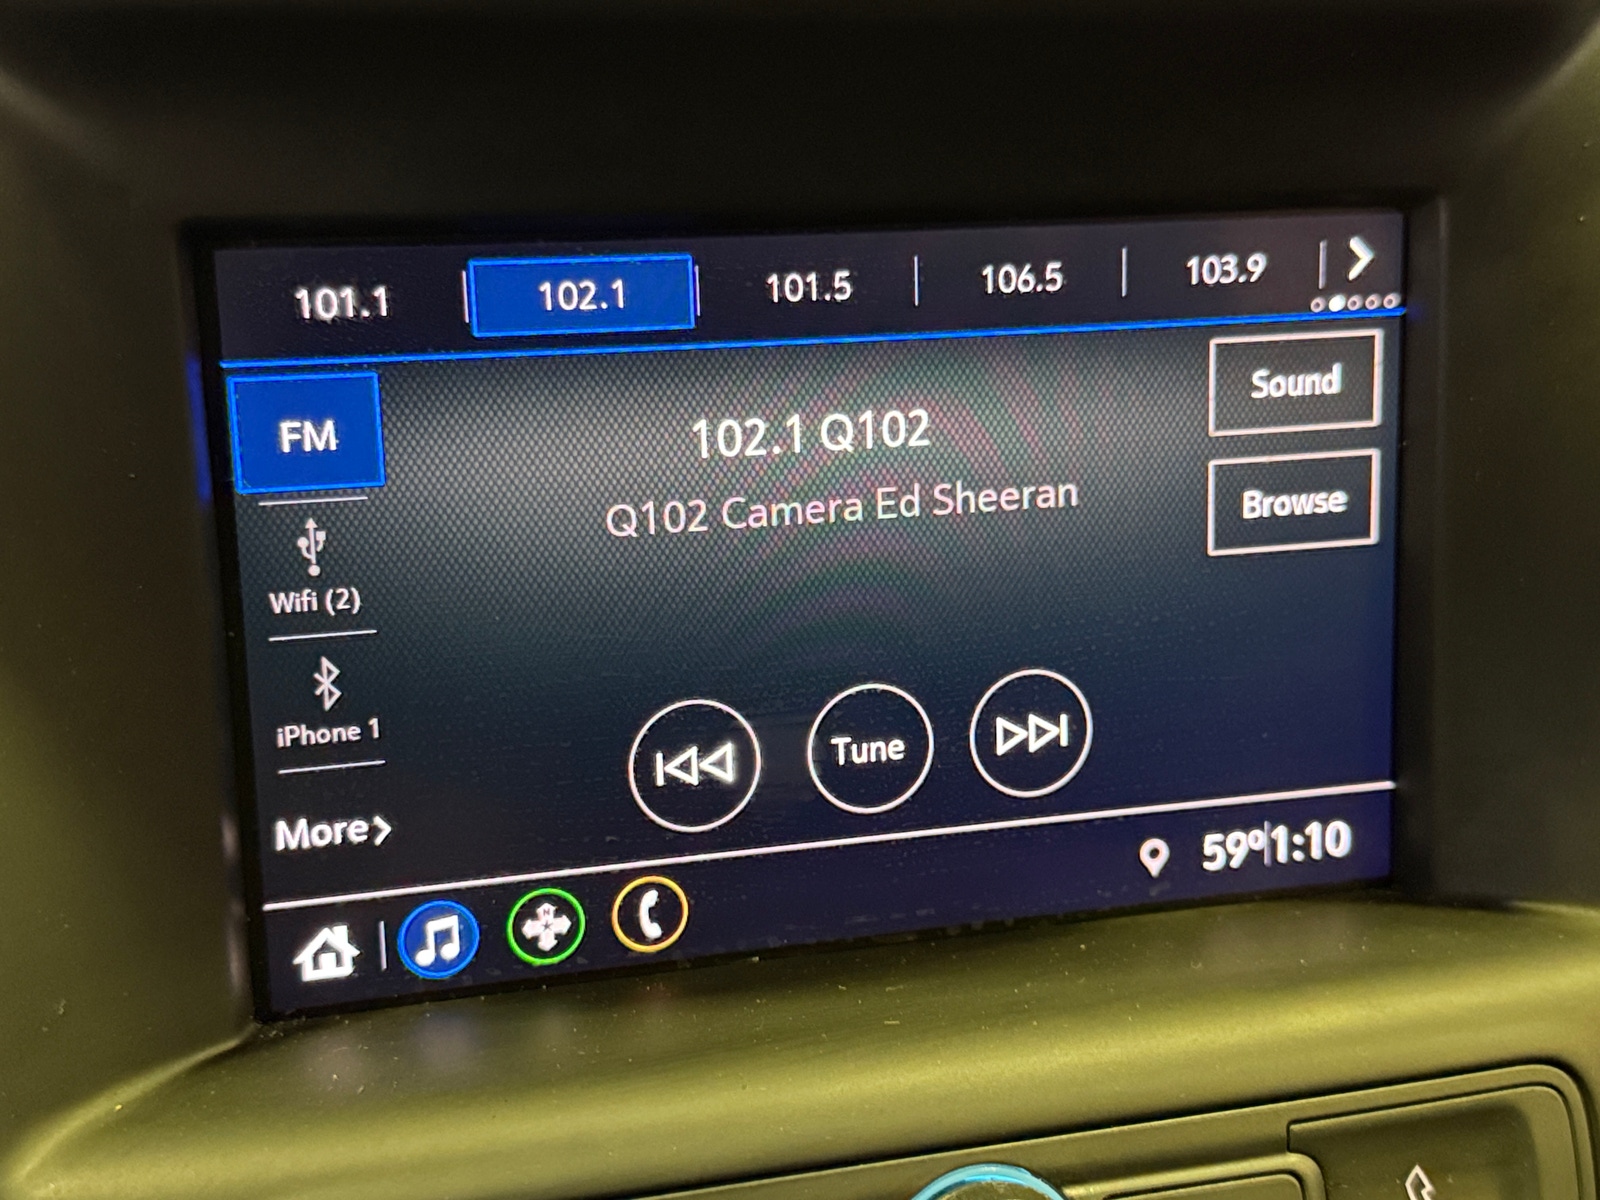 101.1
102.1
101.5
106.5
103.9
FM
102.1 Q102
Q102 Camera Ed Sheeran
Sound
Browse
Wifi (2)
iPhone 1
More
Tune
59° 1:10
N